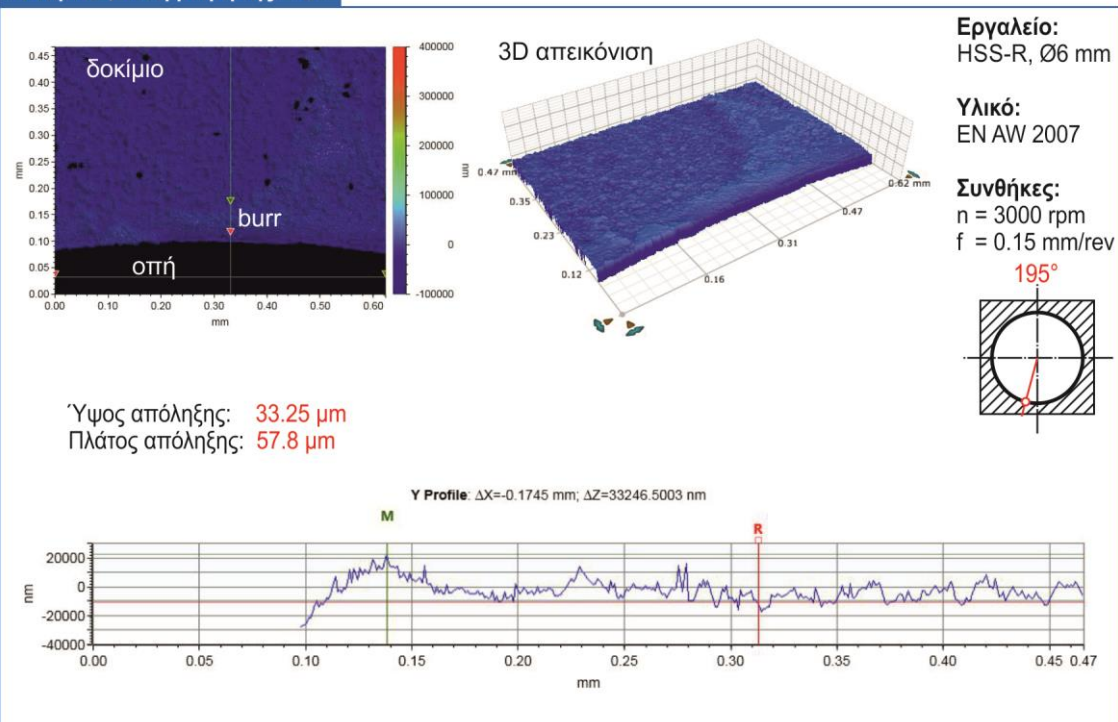 δοκίμιο
0.45
0.40
0.35
0.30
0.25
0.20
0.15
0.10
0.05
0.00
mm
burr
οπή
0.00 0.10 0.20 0.30 0.40 0.50 0.60
mm
400000
300000
200000
100000
0
-100000
nm
3D απεικόνιση
0.47 mm
0.35
0.23
0.12
0.16
0.31
0.47
0.62 mm
Εργαλείο:
HSS-R, Ø6 mm
Υλικό:
EN AW 2007
Συνθήκες:
n = 3000 rpm
f = 0.15 mm/rev
195°
Ύψος απόληξης: 33.25 μm
Πλάτος απόληξης: 57.8 μm
Y Profile: ΔX=-0.1745 mm; ΔZ=33246.5003 nm
M
R
20000
0
-20000
-40000
nm
0.00 0.05 0.10 0.15 0.20 0.25 0.30 0.35 0.40 0.45 0.47
mm